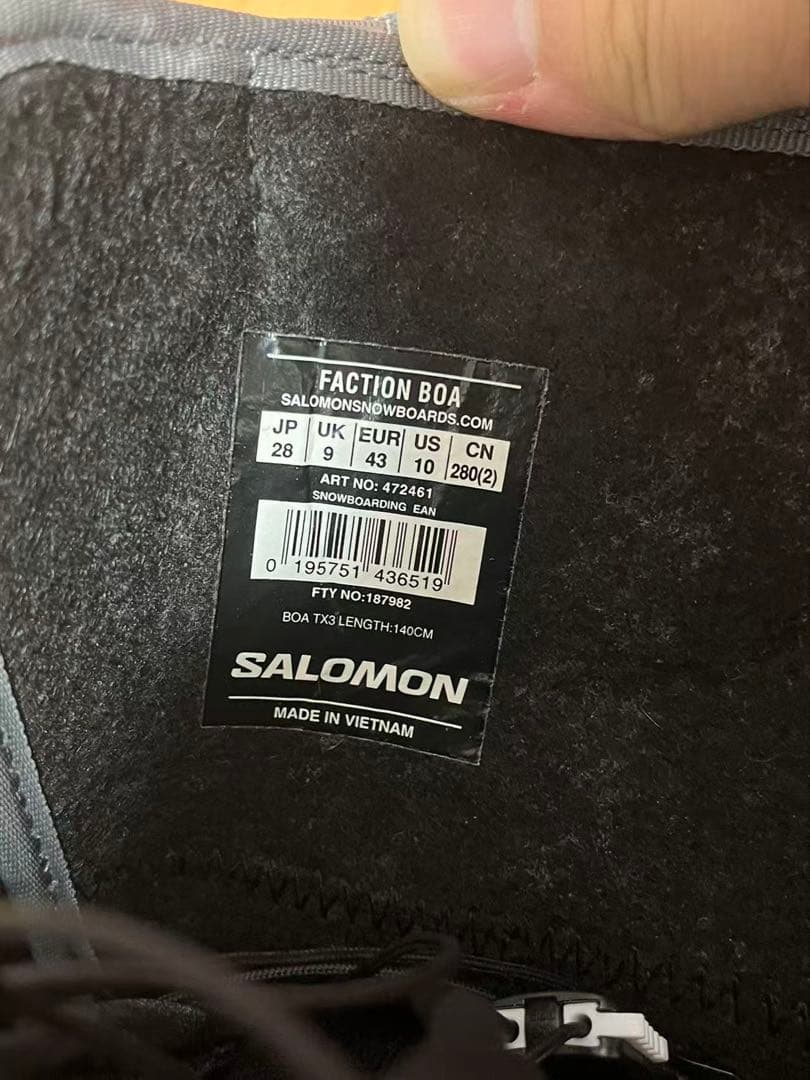 FACTION BOA
SALOMONSNOWBOARDS.COM
JP UK EUR US CN
28 9 43 10 280(2)
ART NO: 472461
SNOWBOARDING EAN
0 195751 436519
FTY NO:187982
BOA TX3 LENGTH:140CM
SALOMON
MADE IN VIETNAM